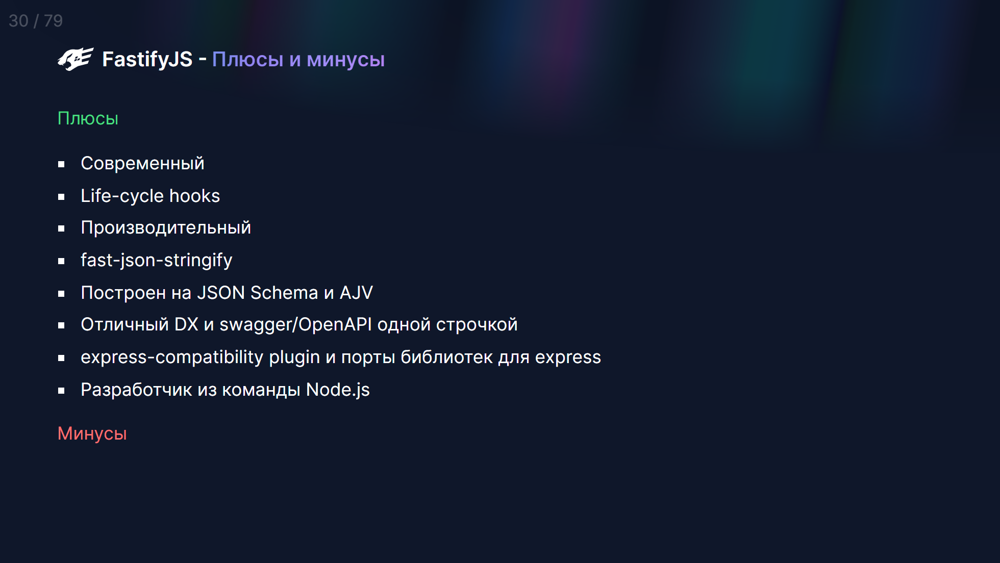 30 / 79
FastifyJS - Плюсы и минусы
Плюсы
Современный
Life-cycle hooks
Производительный
fast-json-stringify
Построен на JSON Schema и AJV
Отличный DX и swagger/OpenAPI одной строчкой
express-compatibility plugin и порты библиотек для express
Разработчик из команды Node.js
Минусы